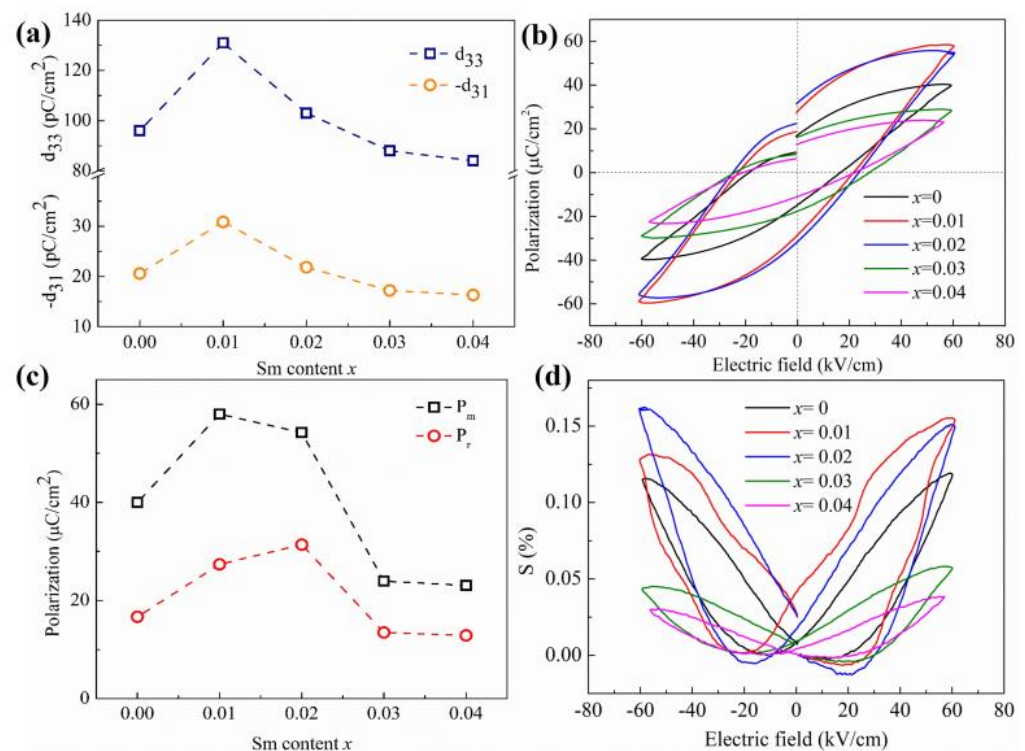 (a)
140
120
100
80
30
20
10
d33 (pC/cm²)
-d31 (pC/cm²)
d33
-d31
0.00 0.01 0.02 0.03 0.04
Sm content x
(b)
60
40
20
0
-20
-40
-60
Polarization (μC/cm²)
x=0
x=0.01
x=0.02
x=0.03
x=0.04
-80 -60 -40 -20 0 20 40 60 80
Electric field (kV/cm)
(c)
60
40
20
0
Polarization (μC/cm²)
Pm
Pr
0.00 0.01 0.02 0.03 0.04
Sm content x
(d)
0.15
0.10
0.05
0.00
S (%)
x= 0
x= 0.01
x= 0.02
x= 0.03
x= 0.04
-80 -60 -40 -20 0 20 40 60 80
Electric field (kV/cm)